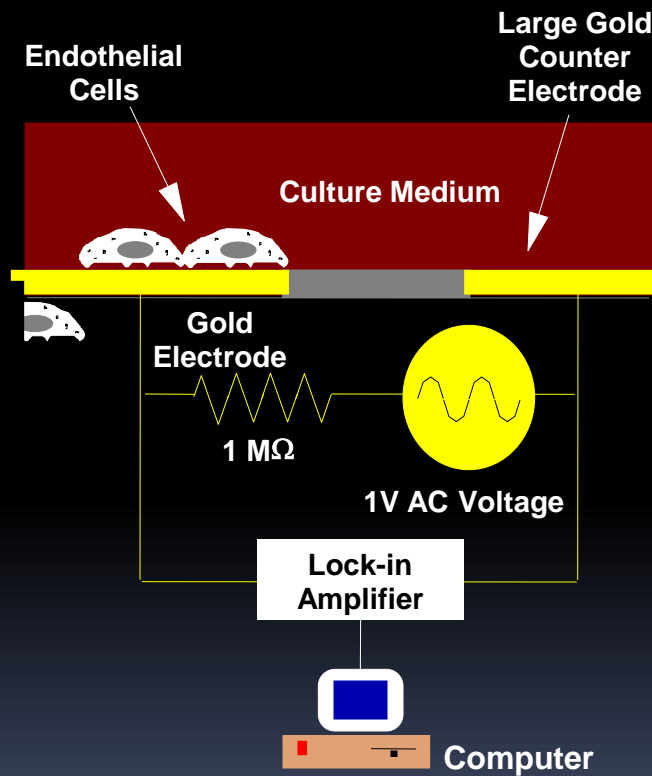 Endothelial
Cells
Large Gold
Counter
Electrode
Culture Medium
Gold
Electrode
1 MΩ
1V AC Voltage
Lock-in
Amplifier
Computer